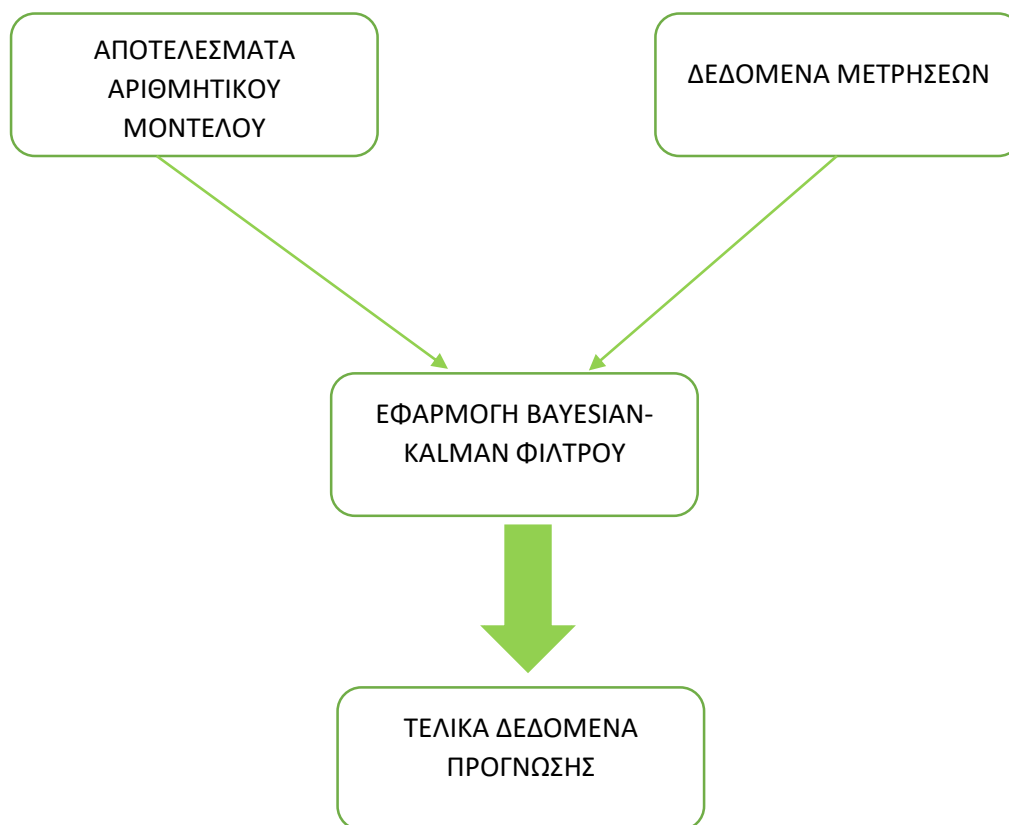 ΑΠΟΤΕΛΕΣΜΑΤΑ
ΑΡΙΘΜΗΤΙΚΟΥ
ΜΟΝΤΕΛΟΥ
ΔΕΔΟΜΕΝΑ ΜΕΤΡΗΣΕΩΝ
ΕΦΑΡΜΟΓΗ BAYESIAN-
KALMAN ΦΙΛΤΡΟΥ
ΤΕΛΙΚΑ ΔΕΔΟΜΕΝΑ
ΠΡΟΓΝΩΣΗΣ